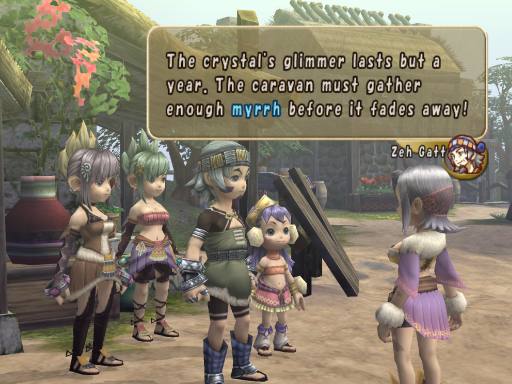 The crystal's glimmer lasts but a
year. The caravan must gather
enough myrrh before it fades away!
Zeh Gatt